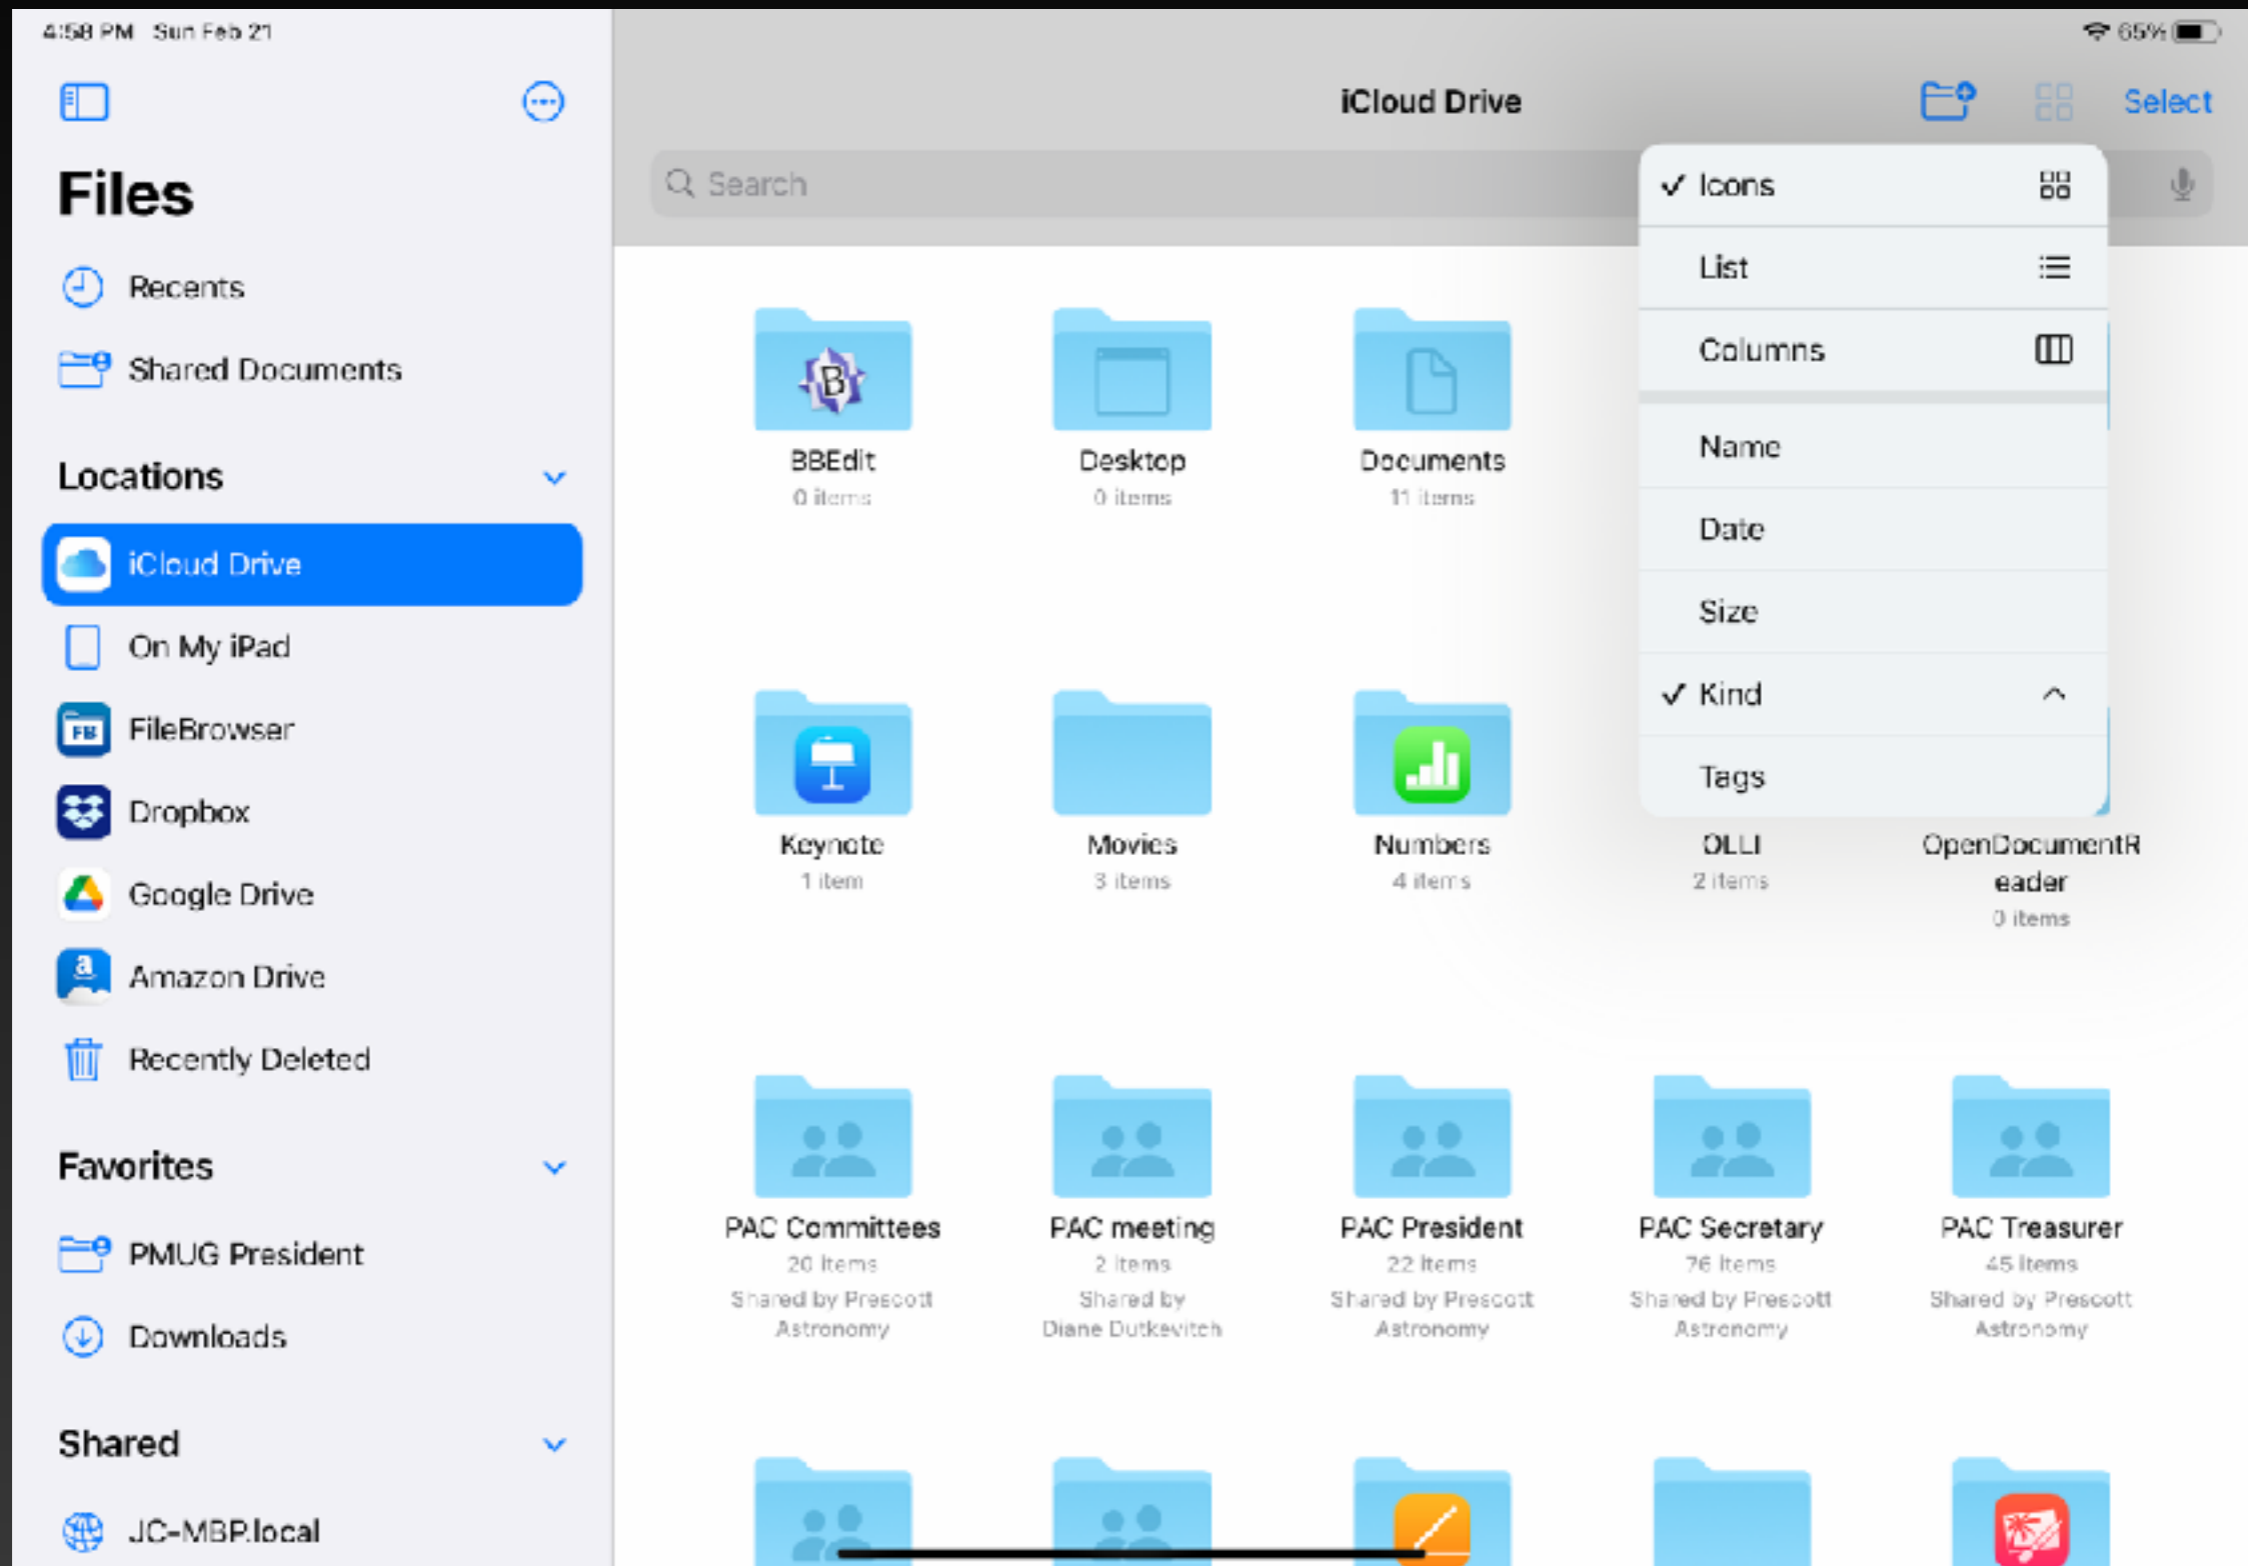 4:58 PM Sun Feb 21
65%
Files
Recents
Shared Documents
Locations
iCloud Drive
On My iPad
FB
FileBrowser
Dropbox
Google Drive
a
Amazon Drive
Recently Deleted
Favorites
PMUG President
Downloads
Shared
JC-MBP.local
iCloud Drive
Select
Search
Icons
List
Columns
Name
Date
Size
Kind
Tags
B
BBEdit
0 items
Desktop
0 items
Documents
11 items
Keynote
1 item
Movies
3 items
Numbers
4 items
OLLI
2 items
OpenDocumentR
eader
0 items
PAC Committees
20 items
Shared by Prescott
Astronomy
PAC meeting
2 items
Shared by
Diane Dutkevitch
PAC President
22 items
Shared by Prescott
Astronomy
PAC Secretary
76 items
Shared by Prescott
Astronomy
PAC Treasurer
45 items
Shared by Prescott
Astronomy